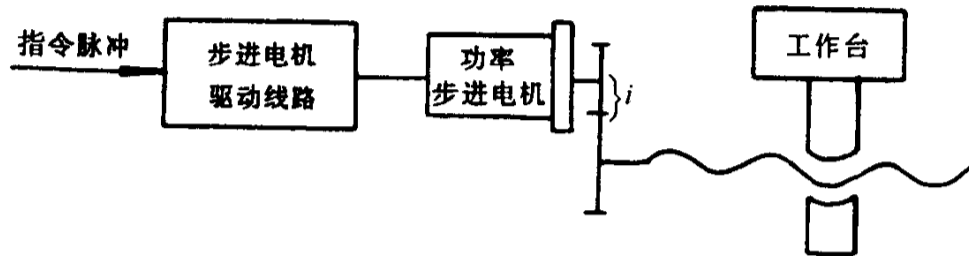 指令脉冲
步进电机
驱动线路
功率
步进电机
i
工作台